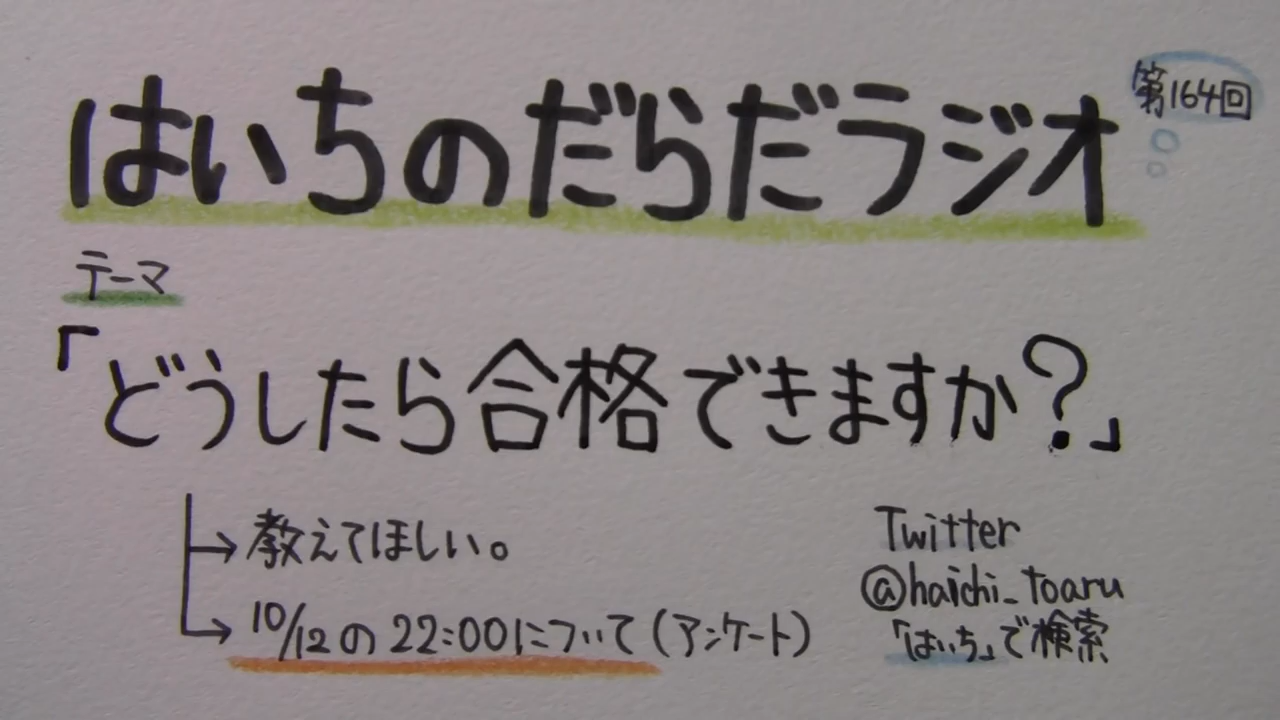 はいちのだらだラジオ
第164回
テーマ
「どうしたら合格できますか?」
教えてほしい。
10/12の22:00について(アンケート)
Twitter
@haichi_toaru
「はいち」で検索